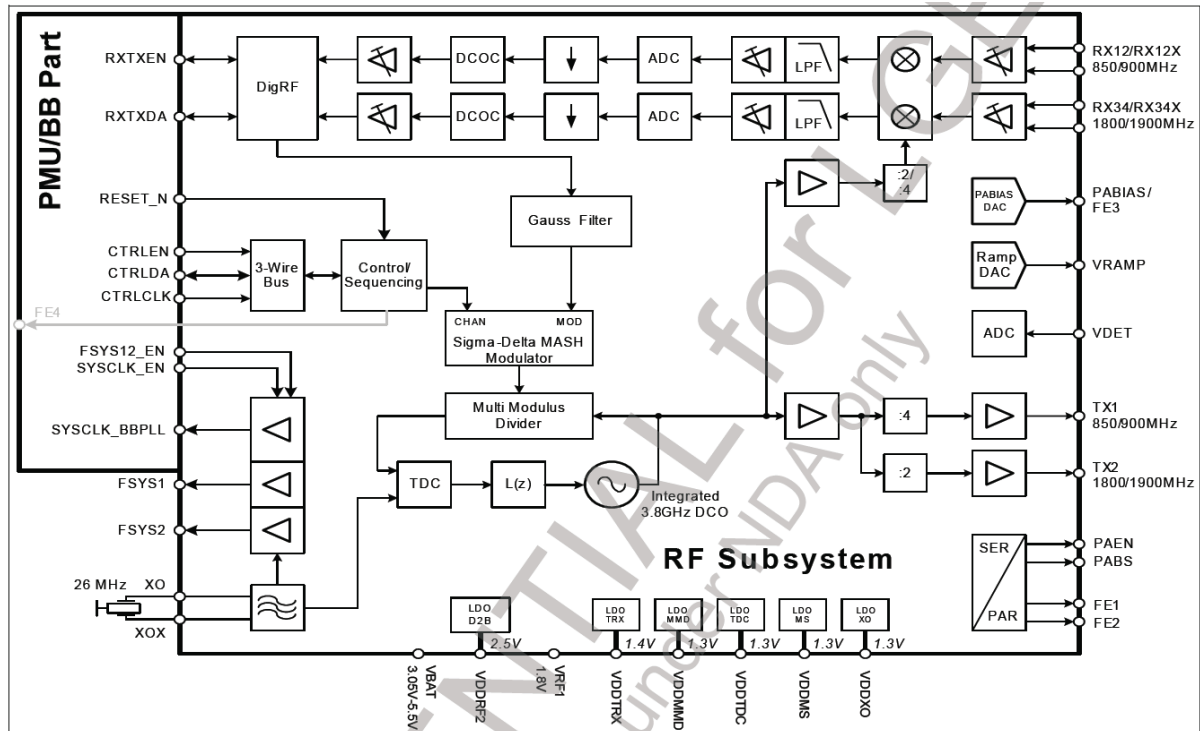 PMU/BB Part
RXTXEN
RXTXDA
DigRF
DCOC
ADC
LPF
DCOC
ADC
LPF
RX12/RX12X
850/900MHz
RX34/RX34X
1800/1900MHz
:2/
:4
RESET_N
Gauss Filter
PABIAS
DAC
PABIAS/
FE3
CTRLEN
CTRLDA
CTRLCLK
3-Wire
Bus
Control/
Sequencing
Ramp
DAC
VRAMP
FE4
CHAN MOD
Sigma-Delta MASH
Modulator
ADC
VDET
FSYS12_EN
SYSCLK_EN
SYSCLK_BBPLL
Multi Modulus
Divider
:4
TX1
850/900MHz
FSYS1
TDC
L(z)
Integrated
3.8GHz DCO
:2
TX2
1800/1900MHz
FSYS2
RF Subsystem
SER
PAR
PAEN
PABS
FE1
FE2
26 MHz XO
XOX
LDO
D2B
LDO
TRX
LDO
MMD
LDO
TDC
LDO
MS
LDO
XO
2.5V
1.4V
1.3V
1.3V
1.3V
1.3V
VBAT
3.05V-5.5V
VDDRF2
VRF1
1.8V
VDDTRX
VDDMMD
VDDTDC
VDDMS
VDDXO
ENTIAL for LGE
under NDA only